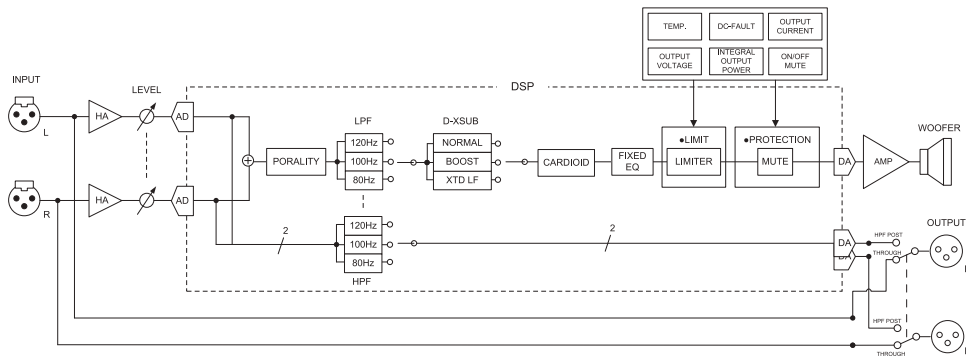 TEMP.
DC-FAULT
OUTPUT
CURRENT
OUTPUT
VOLTAGE
INTEGRAL
OUTPUT
POWER
ON/OFF
MUTE
INPUT
LEVEL
DSP
L
HA
AD
LPF
D-XSUB
PORALITY
120Hz
100Hz
80Hz
NORMAL
BOOST
XTD LF
CARDIOID
FIXED
EQ
●LIMIT
LIMITER
●PROTECTION
MUTE
DA
AMP
WOOFER
R
HA
AD
2
120Hz
100Hz
80Hz
HPF
2
DA
DA
HPF POST
THROUGH
OUTPUT
HPF POST
THROUGH